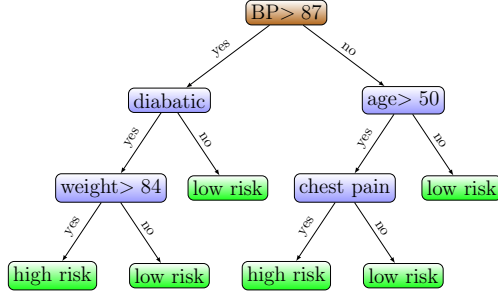 BP> 87
yes
no
diabatic
age> 50
yes
no
yes
no
weight> 84
low risk
chest pain
low risk
yes
no
yes
no
high risk
low risk
high risk
low risk